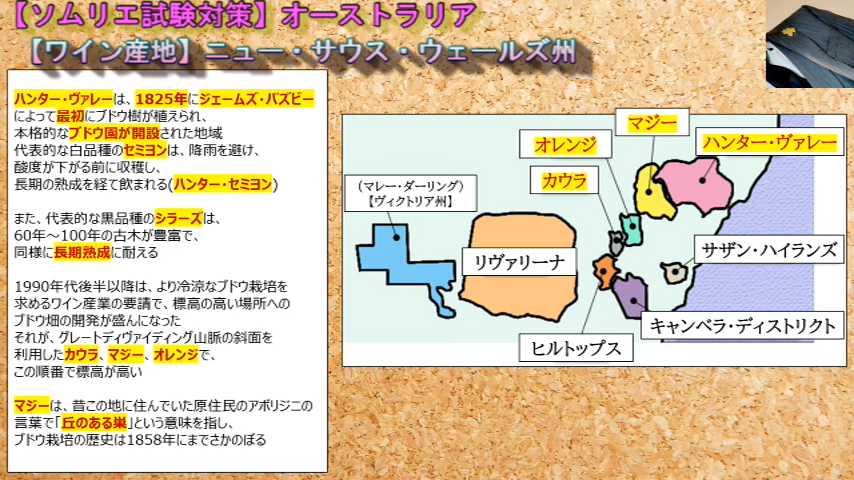 【ソムリエ試験対策】オーストラリア
【ワイン産地】ニュー・サウス・ウェールズ州
ハンター・ヴァレーは、1825年にジェームズ・バズビー
によって最初にブドウ樹が植えられ、
本格的なブドウ園が開設された地域
代表的な白品種のセミヨンは、降雨を避け、
酸度が下がる前に収穫し、
長期の熟成を経て飲まれる(ハンター・セミヨン)
また、代表的な黒品種のシラーズは、
60年～100年の古木が豊富で、
同様に長期熟成に耐える
1990年代後半以降は、より冷涼なブドウ栽培を
求めるワイン産業の要請で、標高の高い場所への
ブドウ畑の開発が盛んになった
それが、グレートディヴァイディング山脈の斜面を
利用したカウラ、マジー、オレンジで、
この順番で標高が高い
マジーは、昔この地に住んでいた原住民のアボリジニの
言葉で「丘のある巣」という意味を指し、
ブドウ栽培の歴史は1858年にまでさかのぼる
マジー
オレンジ
ハンター・ヴァレー
カウラ
（マレー・ダーリング）
【ヴィクトリア州】
リヴァリーナ
サザン・ハイランズ
キャンベラ・ディストリクト
ヒルトップス